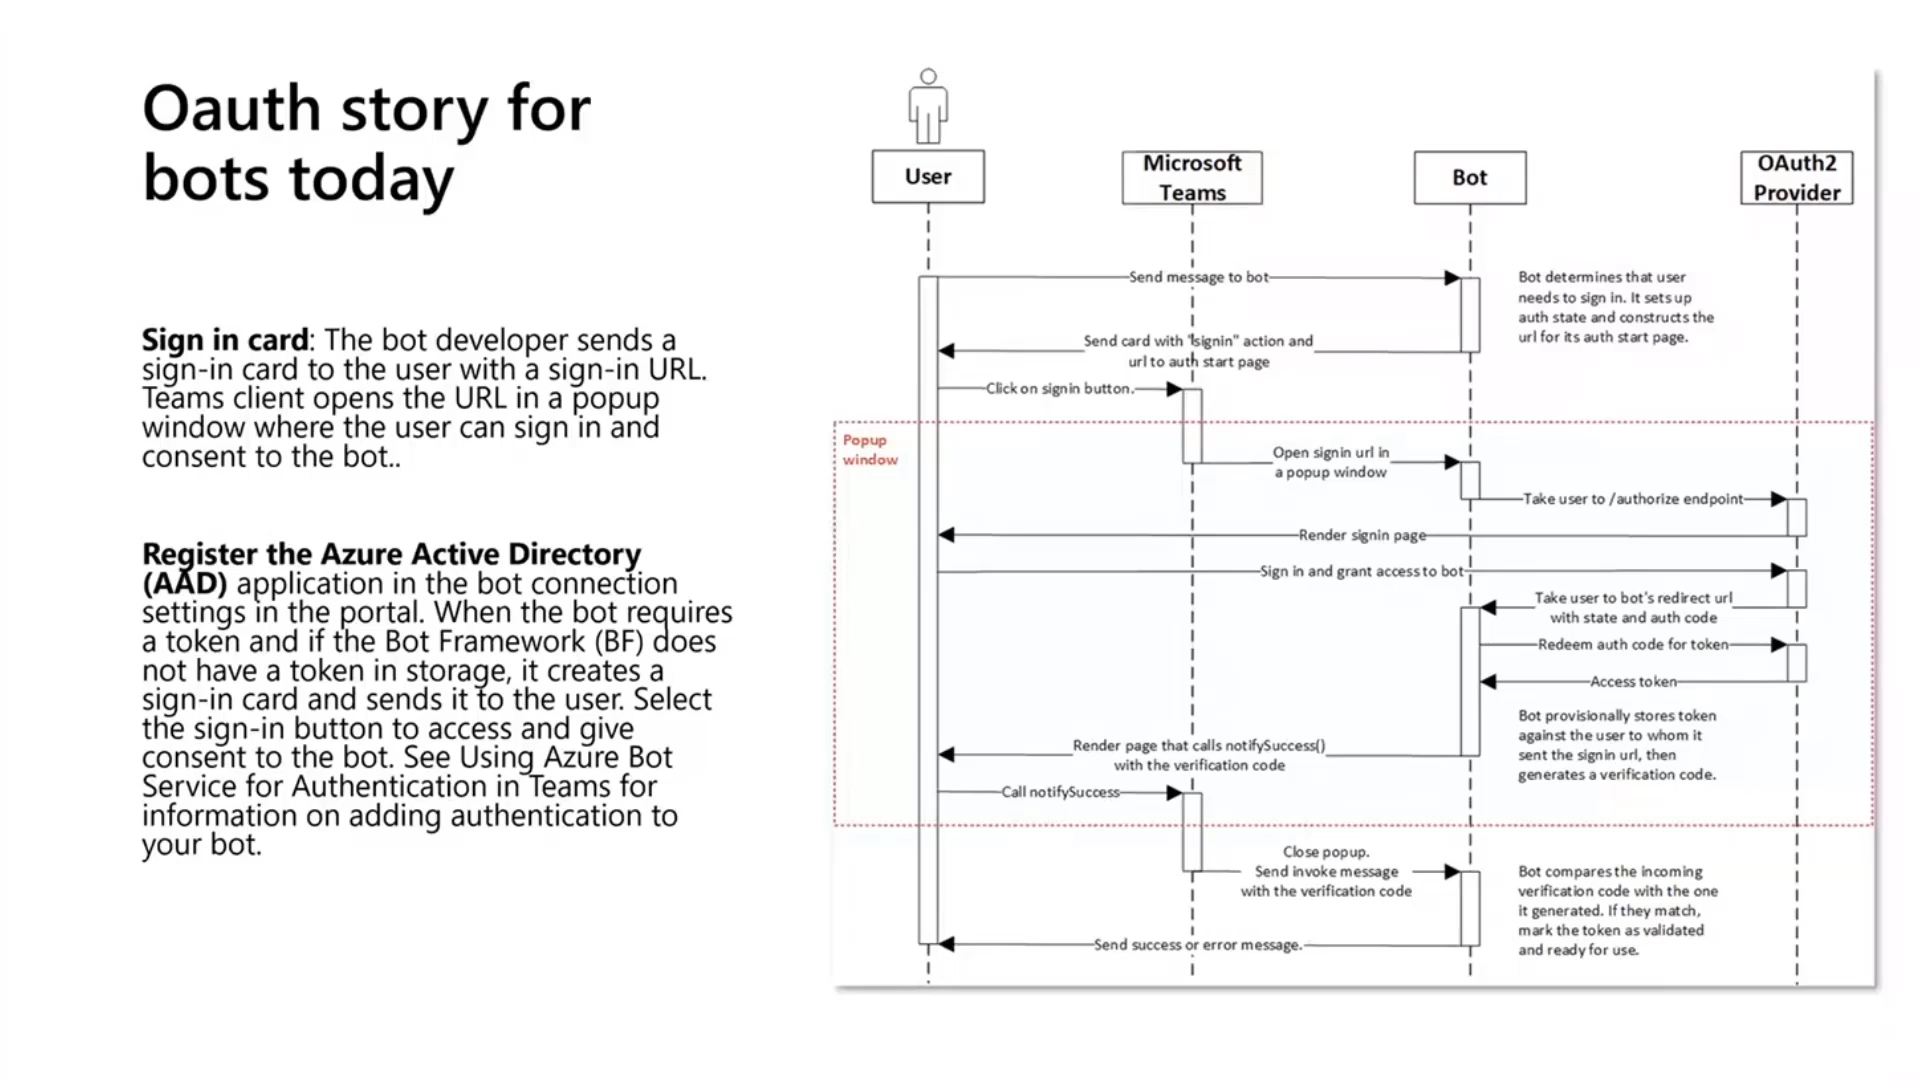 Oauth story for
bots today
Sign in card: The bot developer sends a
sign-in card to the user with a sign-in URL.
Teams client opens the URL in a popup
window where the user can sign in and
consent to the bot..
Register the Azure Active Directory
(AAD) application in the bot connection
settings in the portal. When the bot requires
a token and if the Bot Framework (BF) does
not have a token in storage, it creates a
sign-in card and sends it to the user. Select
the sign-in button to access and give
consent to the bot. See Using Azure Bot
Service for Authentication in Teams for
information on adding authentication to
your bot.
User
Microsoft
Teams
Bot
OAuth2
Provider
Send message to bot
Bot determines that user
needs to sign in. It sets up
auth state and constructs the
url for its auth start page.
Send card with "signin" action and
url to auth start page
Click on signin button.
Popup
window
Open signin url in
a popup window
Take user to /authorize endpoint
Render signin page
Sign in and grant access to bot
Take user to bot's redirect url
with state and auth code
Redeem auth code for token
Access token
Bot provisionally stores token
against the user to whom it
sent the signin url, then
generates a verification code.
Render page that calls notifySuccess()
with the verification code
Call notifySuccess
Close popup.
Send invoke message
with the verification code
Bot compares the incoming
verification code with the one
it generated. If they match,
mark the token as validated
and ready for use.
Send success or error message.